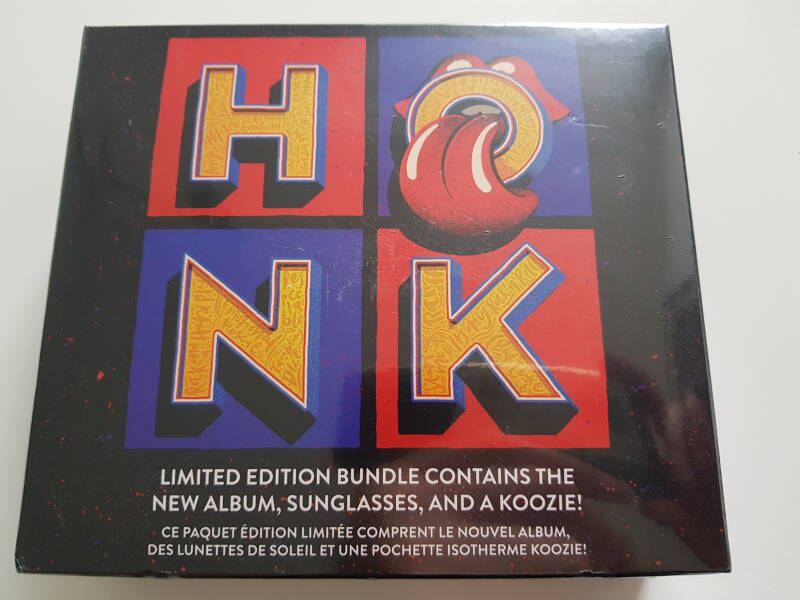 HO
NK
LIMITED EDITION BUNDLE CONTAINS THE
NEW ALBUM, SUNGLASSES, AND A KOOZIE!
CE PAQUET ÉDITION LIMITÉE COMPRENT LE NOUVEL ALBUM,
DES LUNETTES DE SOLEIL ET UNE POCHETTE ISOTHERME KOOZIE!